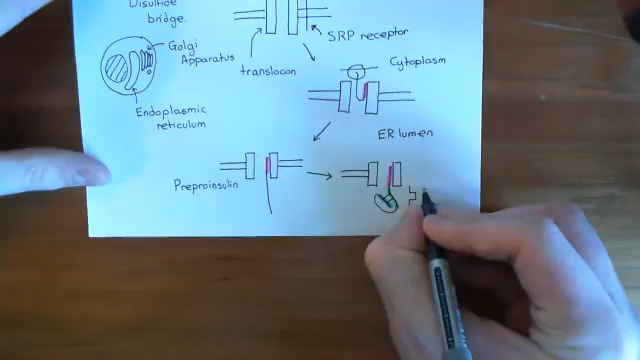 Disulfide
bridge.
SRP receptor
Golgi
Apparatus
translocon
Cytoplasm
Endoplasmic
reticulum
ER lumen
Preproinsulin